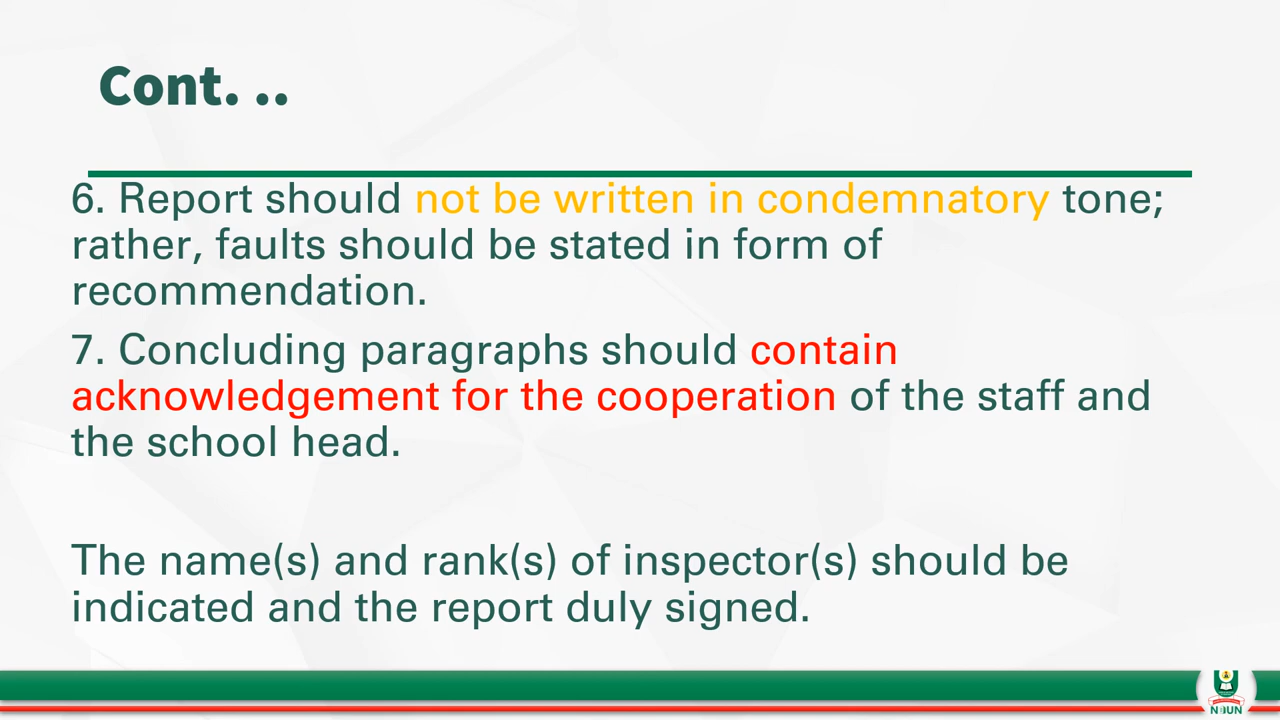 Cont. ..
6. Report should not be written in condemnatory tone;
rather, faults should be stated in form of
recommendation.
7. Concluding paragraphs should contain
acknowledgement for the cooperation of the staff and
the school head.
The name(s) and rank(s) of inspector(s) should be
indicated and the report duly signed.